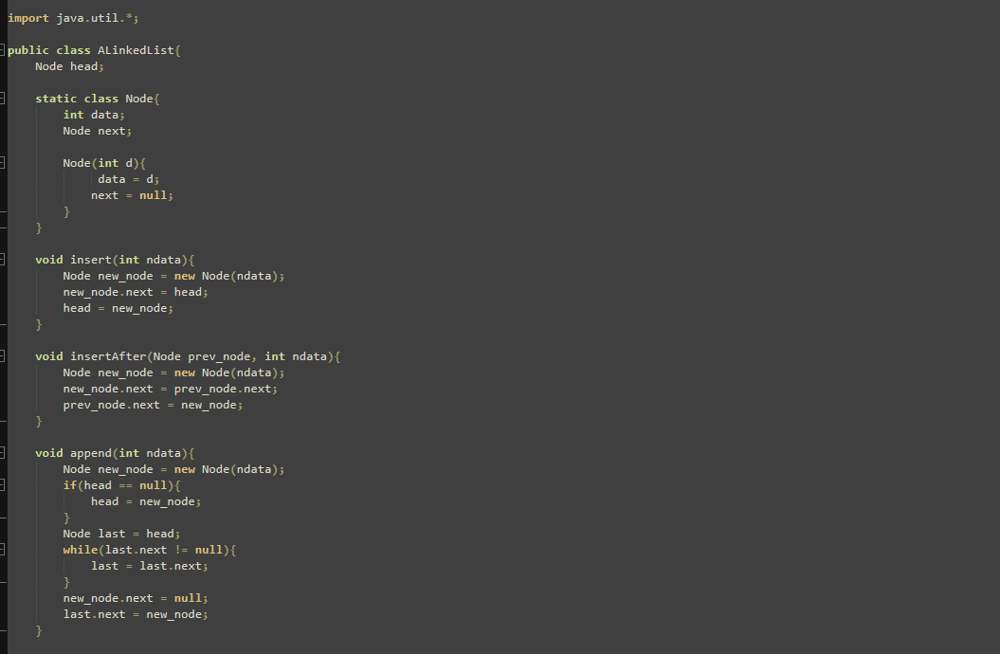 import java.util.*;
public class ALinkedList{
Node head;
static class Node{
int data;
Node next;
Node(int d){
data = d;
next = null;
}
}
void insert(int ndata){
Node new_node = new Node(ndata);
new_node.next = head;
head = new_node;
}
void insertAfter(Node prev_node, int ndata){
Node new_node = new Node(ndata);
new_node.next = prev_node.next;
prev_node.next = new_node;
}
void append(int ndata){
Node new_node = new Node(ndata);
if(head == null){
head = new_node;
}
Node last = head;
while(last.next != null){
last = last.next;
}
new_node.next = null;
last.next = new_node;
}